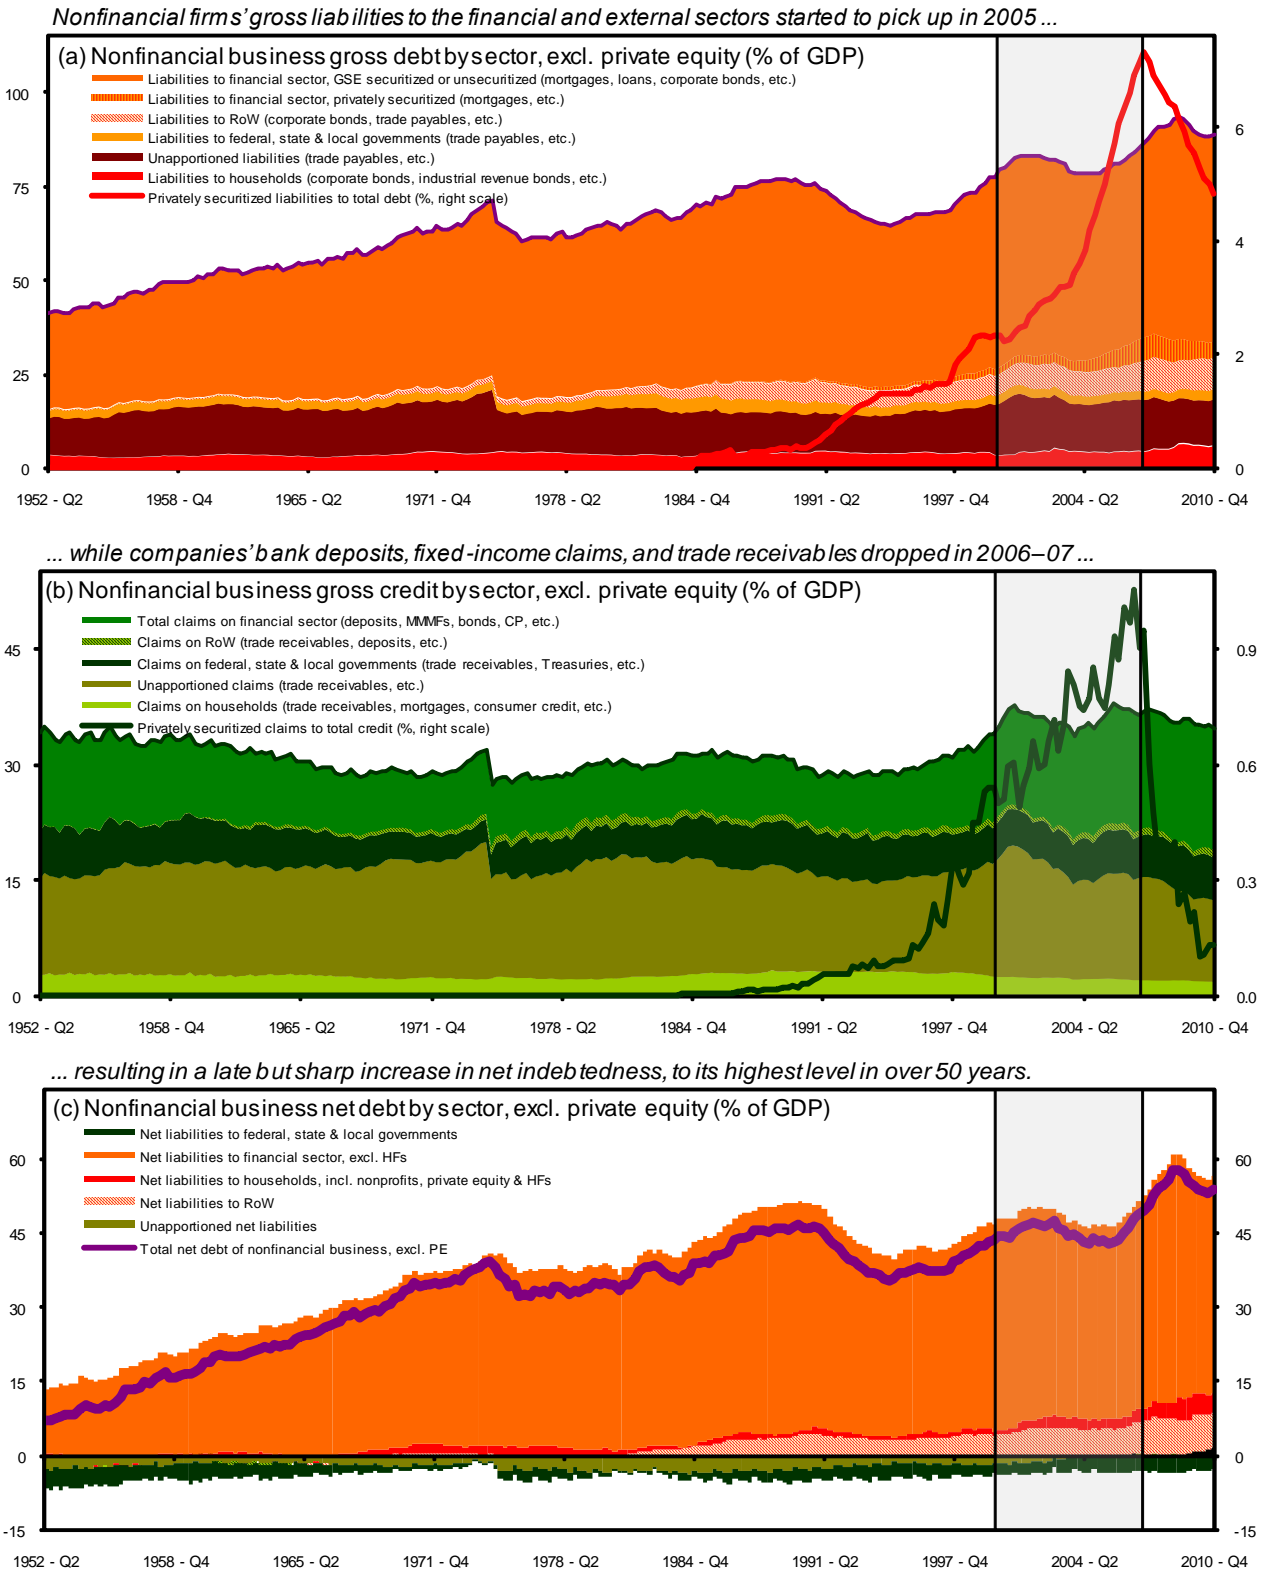 Nonfinancial firms' gross liabilities to the financial and external sectors started to pick up in 2005 ...
(a) Nonfinancial business gross debt by sector, excl. private equity (% of GDP)
Liabilities to financial sector, GSE securitized or unsecuritized (mortgages, loans, corporate bonds, etc.)
Liabilities to financial sector, privately securitized (mortgages, etc.)
Liabilities to RoW (corporate bonds, trade payables, etc.)
Liabilities to federal, state & local governments (trade payables, etc.)
Unapportioned liabilities (trade payables, etc.)
Liabilities to households (corporate bonds, industrial revenue bonds, etc.)
Privately securitized liabilities to total debt (%, right scale)
100
75
50
25
0
6
4
2
0
1952 - Q2 1958 - Q4 1965 - Q2 1971 - Q4 1978 - Q2 1984 - Q4 1991 - Q2 1997 - Q4 2004 - Q2 2010 - Q4
... while companies' bank deposits, fixed-income claims, and trade receivables dropped in 2006–07 ...
(b) Nonfinancial business gross credit by sector, excl. private equity (% of GDP)
Total claims on financial sector (deposits, MMMFs, bonds, CP, etc.)
Claims on RoW (trade receivables, deposits, etc.)
Claims on federal, state & local governments (trade receivables, Treasuries, etc.)
Unapportioned claims (trade receivables, etc.)
Claims on households (trade receivables, mortgages, consumer credit, etc.)
Privately securitized claims to total credit (%, right scale)
45
30
15
0
0.9
0.6
0.3
0.0
1952 - Q2 1958 - Q4 1965 - Q2 1971 - Q4 1978 - Q2 1984 - Q4 1991 - Q2 1997 - Q4 2004 - Q2 2010 - Q4
... resulting in a late but sharp increase in net indebtedness, to its highest level in over 50 years.
(c) Nonfinancial business net debt by sector, excl. private equity (% of GDP)
Net liabilities to federal, state & local governments
Net liabilities to financial sector, excl. HFs
Net liabilities to households, incl. nonprofits, private equity & HFs
Net liabilities to RoW
Unapportioned net liabilities
Total net debt of nonfinancial business, excl. PE
60
45
30
15
0
-15
60
45
30
15
0
-15
1952 - Q2 1958 - Q4 1965 - Q2 1971 - Q4 1978 - Q2 1984 - Q4 1991 - Q2 1997 - Q4 2004 - Q2 2010 - Q4